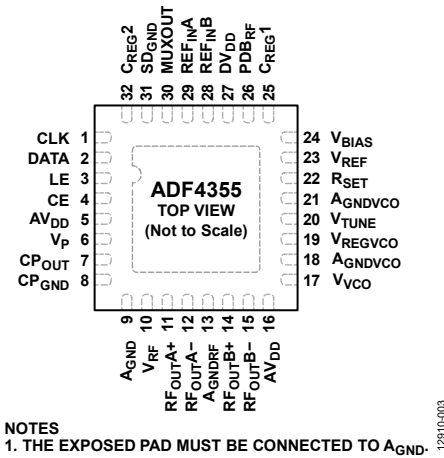 32 CREG2
31 SDGND
30 MUXOUT
29 REFINA
28 REFINB
27 DVDD
26 PDBRF
25 CREG1
CLK 1
DATA 2
LE 3
CE 4
AVDD 5
VP 6
CPOUT 7
CPGND 8
ADF4355
TOP VIEW
(Not to Scale)
24 VBIAS
23 VREF
22 RSET
21 AGNDVCO
20 VTUNE
19 VREGVCO
18 AGNDVCO
17 VVCO
9 AGND
10 VRF
11 RFOUTA+
12 RFOUTA−
13 AGNDRF
14 RFOUTB+
15 RFOUTB−
16 AVDD
NOTES
1. THE EXPOSED PAD MUST BE CONNECTED TO AGND.
12910-003